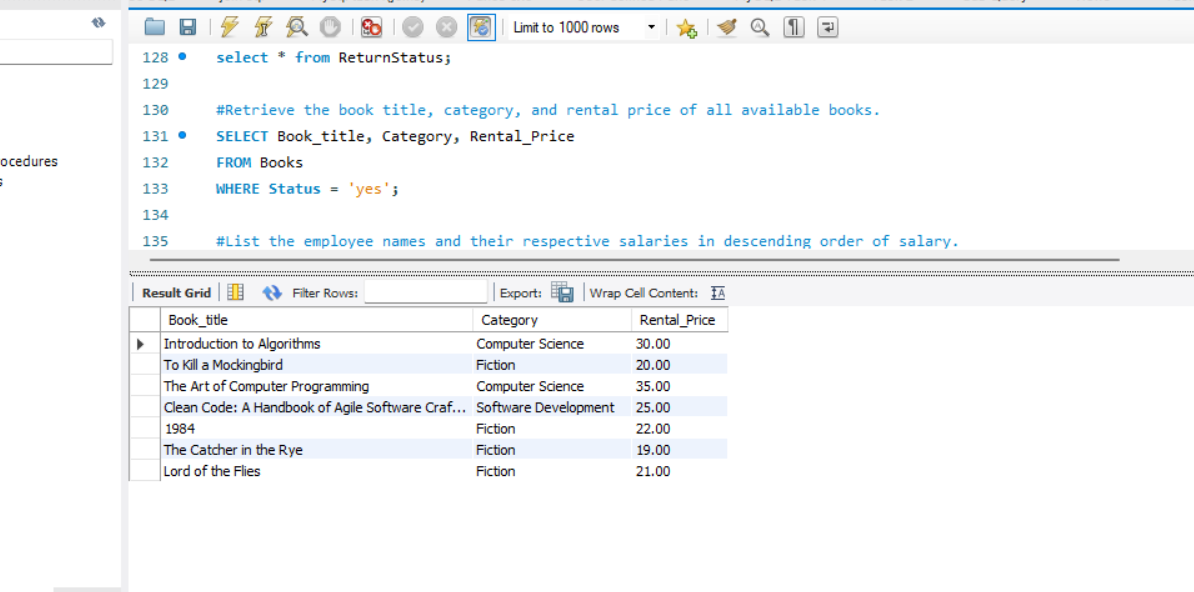 Limit to 1000 rows
128 select * from ReturnStatus;
129
130 #Retrieve the book title, category, and rental price of all available books.
131 SELECT Book_title, Category, Rental_Price
ocedures
132 FROM Books
133 WHERE Status = 'yes';
134
135 #List the employee names and their respective salaries in descending order of salary.
Result Grid Filter Rows: Export: Wrap Cell Content: IA
Book_title Category Rental_Price
Introduction to Algorithms Computer Science 30.00
To Kill a Mockingbird Fiction 20.00
The Art of Computer Programming Computer Science 35.00
Clean Code: A Handbook of Agile Software Craf... Software Development 25.00
1984 Fiction 22.00
The Catcher in the Rye Fiction 19.00
Lord of the Flies Fiction 21.00